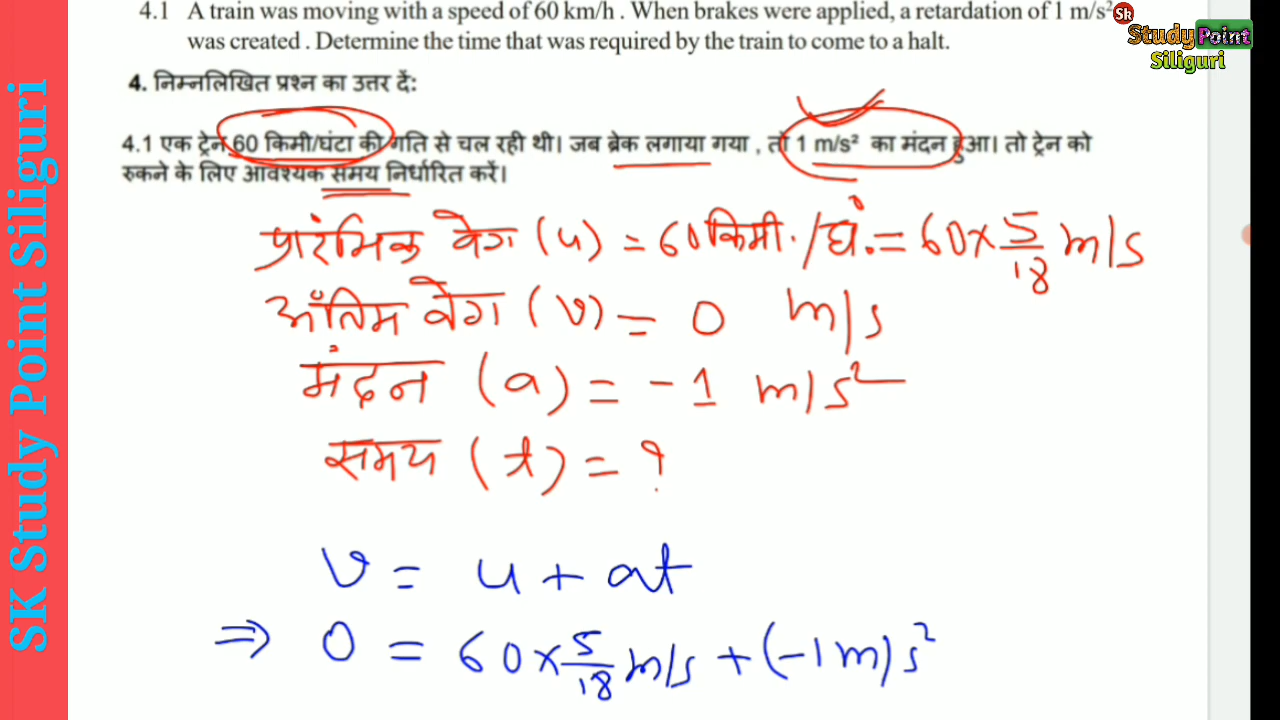 4.1 A train was moving with a speed of 60 km/h . When brakes were applied, a retardation of 1 m/s²
was created . Determine the time that was required by the train to come to a halt.
Sk
Study Point
Siliguri
4. निम्नलिखित प्रश्न का उत्तर दें:
4.1 एक ट्रेन 60 किमी/घंटा की गति से चल रही थी। जब ब्रेक लगाया गया , तो 1 m/s² का मंदन हुआ। तो ट्रेन को
रुकने के लिए आवश्यक समय निर्धारित करें।
प्रारंभिक वेग (u) = 60 किमी. /घं. = 60 × 5/18 m/s
अंतिम वेग (v) = 0 m/s
मंदन (a) = -1 m/s²
समय (t) = ?
v = u + at
⇒ 0 = 60 × 5/18 m/s + (-1 m/s²
SK Study Point Siliguri